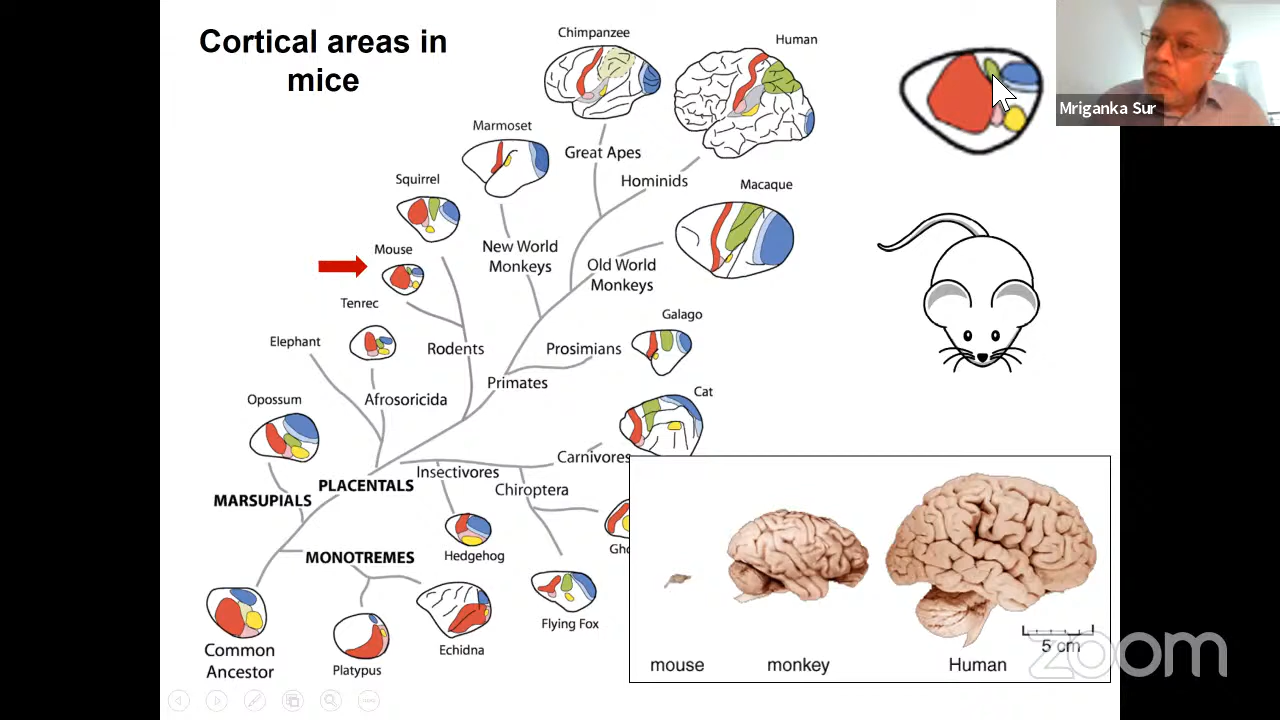 Cortical areas in
mice
Chimpanzee
Human
Mriganka Sur
Marmoset
Great Apes
Squirrel
Hominids
Macaque
Mouse
New World
Monkeys
Old World
Monkeys
Tenrec
Galago
Elephant
Rodents
Prosimians
Primates
Cat
Opossum
Afrosoricida
Carnivores
Insectivores
PLACENTALS
Chiroptera
MARSUPIALS
MONOTREMES
Hedgehog
Gho
Flying Fox
Common
Ancestor
Platypus
Echidna
5 cm
mouse
monkey
Human
zoom